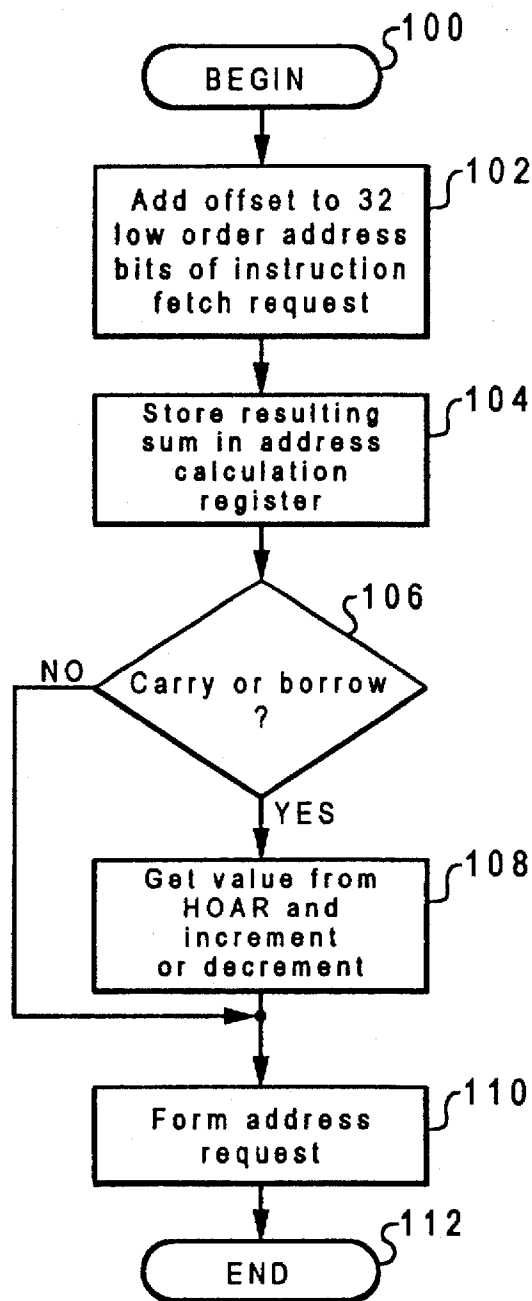 100
BEGIN
102
Add offset to 32
low order address
bits of instruction
fetch request
104
Store resulting
sum in address
calculation
register
106
NO
Carry or borrow
?
YES
108
Get value from
HOAR and
increment
or decrement
110
Form address
request
112
END